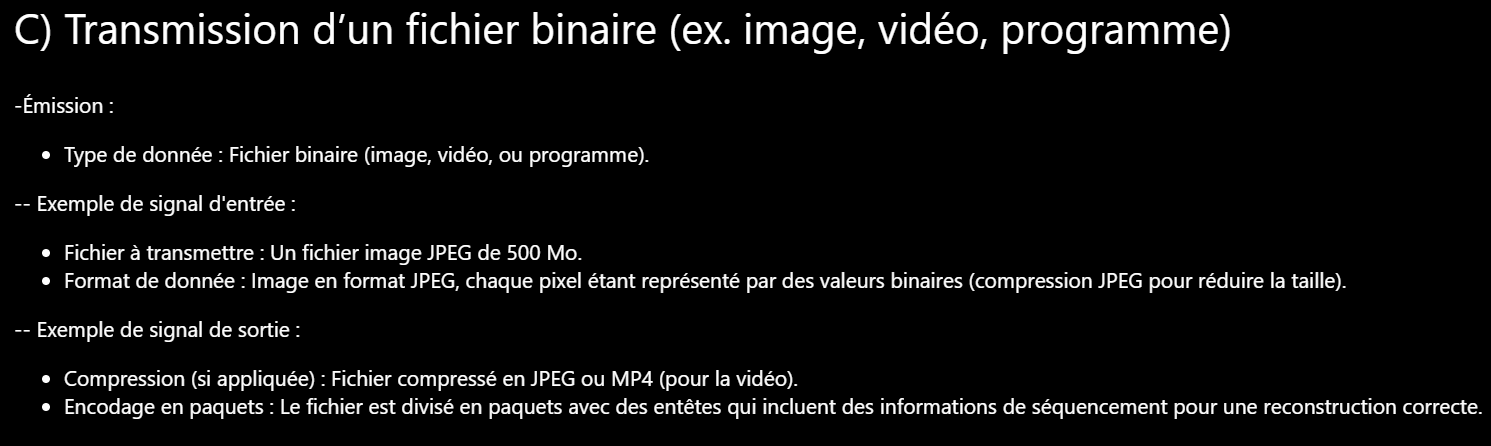 C) Transmission d’un fichier binaire (ex. image, vidéo, programme)
-Émission :
• Type de donnée : Fichier binaire (image, vidéo, ou programme).
-- Exemple de signal d'entrée :
• Fichier à transmettre : Un fichier image JPEG de 500 Mo.
• Format de donnée : Image en format JPEG, chaque pixel étant représenté par des valeurs binaires (compression JPEG pour réduire la taille).
-- Exemple de signal de sortie :
• Compression (si appliquée) : Fichier compressé en JPEG ou MP4 (pour la vidéo).
• Encodage en paquets : Le fichier est divisé en paquets avec des entêtes qui incluent des informations de séquencement pour une reconstruction correcte.